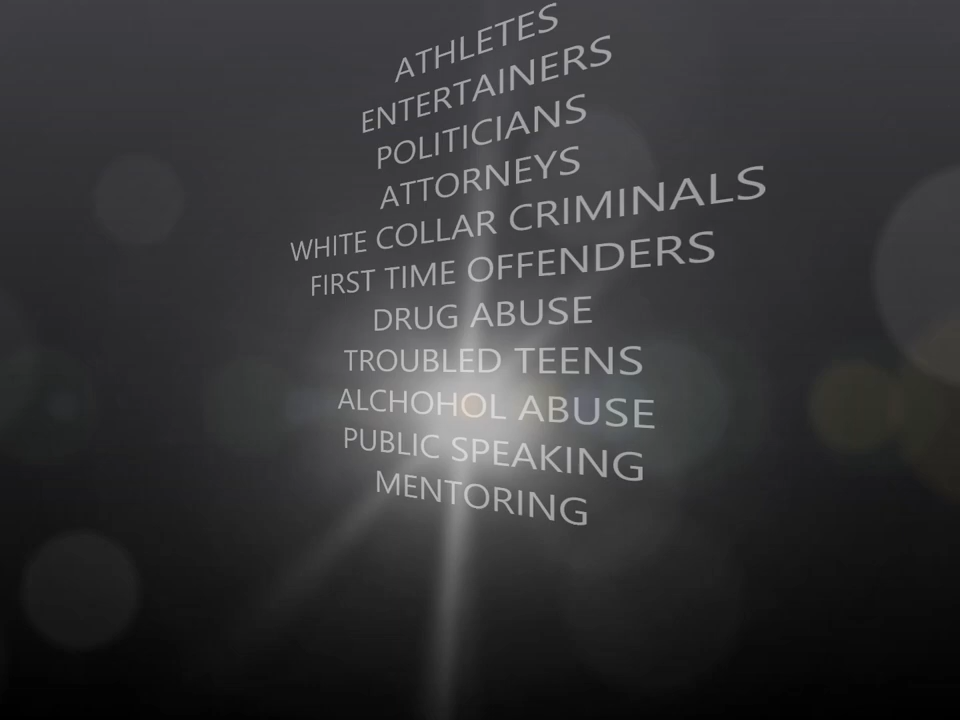 ATHLETES
ENTERTAINERS
POLITICIANS
ATTORNEYS
WHITE COLLAR CRIMINALS
FIRST TIME OFFENDERS
DRUG ABUSE
TROUBLED TEENS
ALCHOHOL ABUSE
PUBLIC SPEAKING
MENTORING